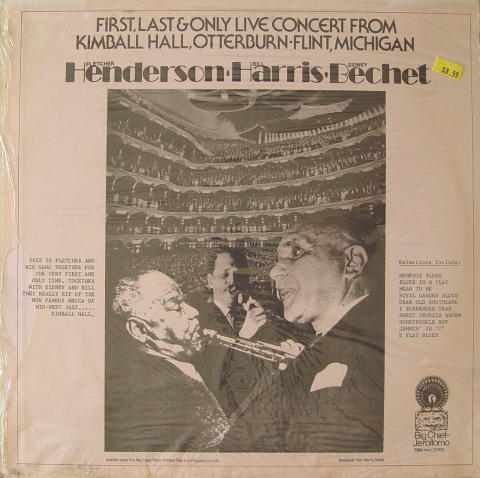 FIRST, LAST & ONLY LIVE CONCERT FROM
KIMBALL HALL, OTTERBURN-FLINT, MICHIGAN
FLETCHER BILL SIDNEY
Henderson·Harris·Bechet
$8.99
THIS IS FLETCHER AND
HIS GANG TOGETHER FOR
THE VERY FIRST AND
ONLY TIME. TOGETHER
WITH SIDNEY AND BILL
THEY REALLY RIP UP THE
NOW FAMOUS MECCA OF
MID-WEST JAZZ.....
KIMBALL HALL,
Selections Include:
MEMPHIS BLUES
BLUES IN B FLAT
MEAN TO ME
ROYAL GARDEN BLUES
DEAR OLD SOUTHLAND
I SURRENDER DEAR
SWEET GEORGIA BROWN
HONEYSUCKLE ROY
JAMMIN' IN "C"
E FLAT BLUES
Big Chief-
Jerollomo